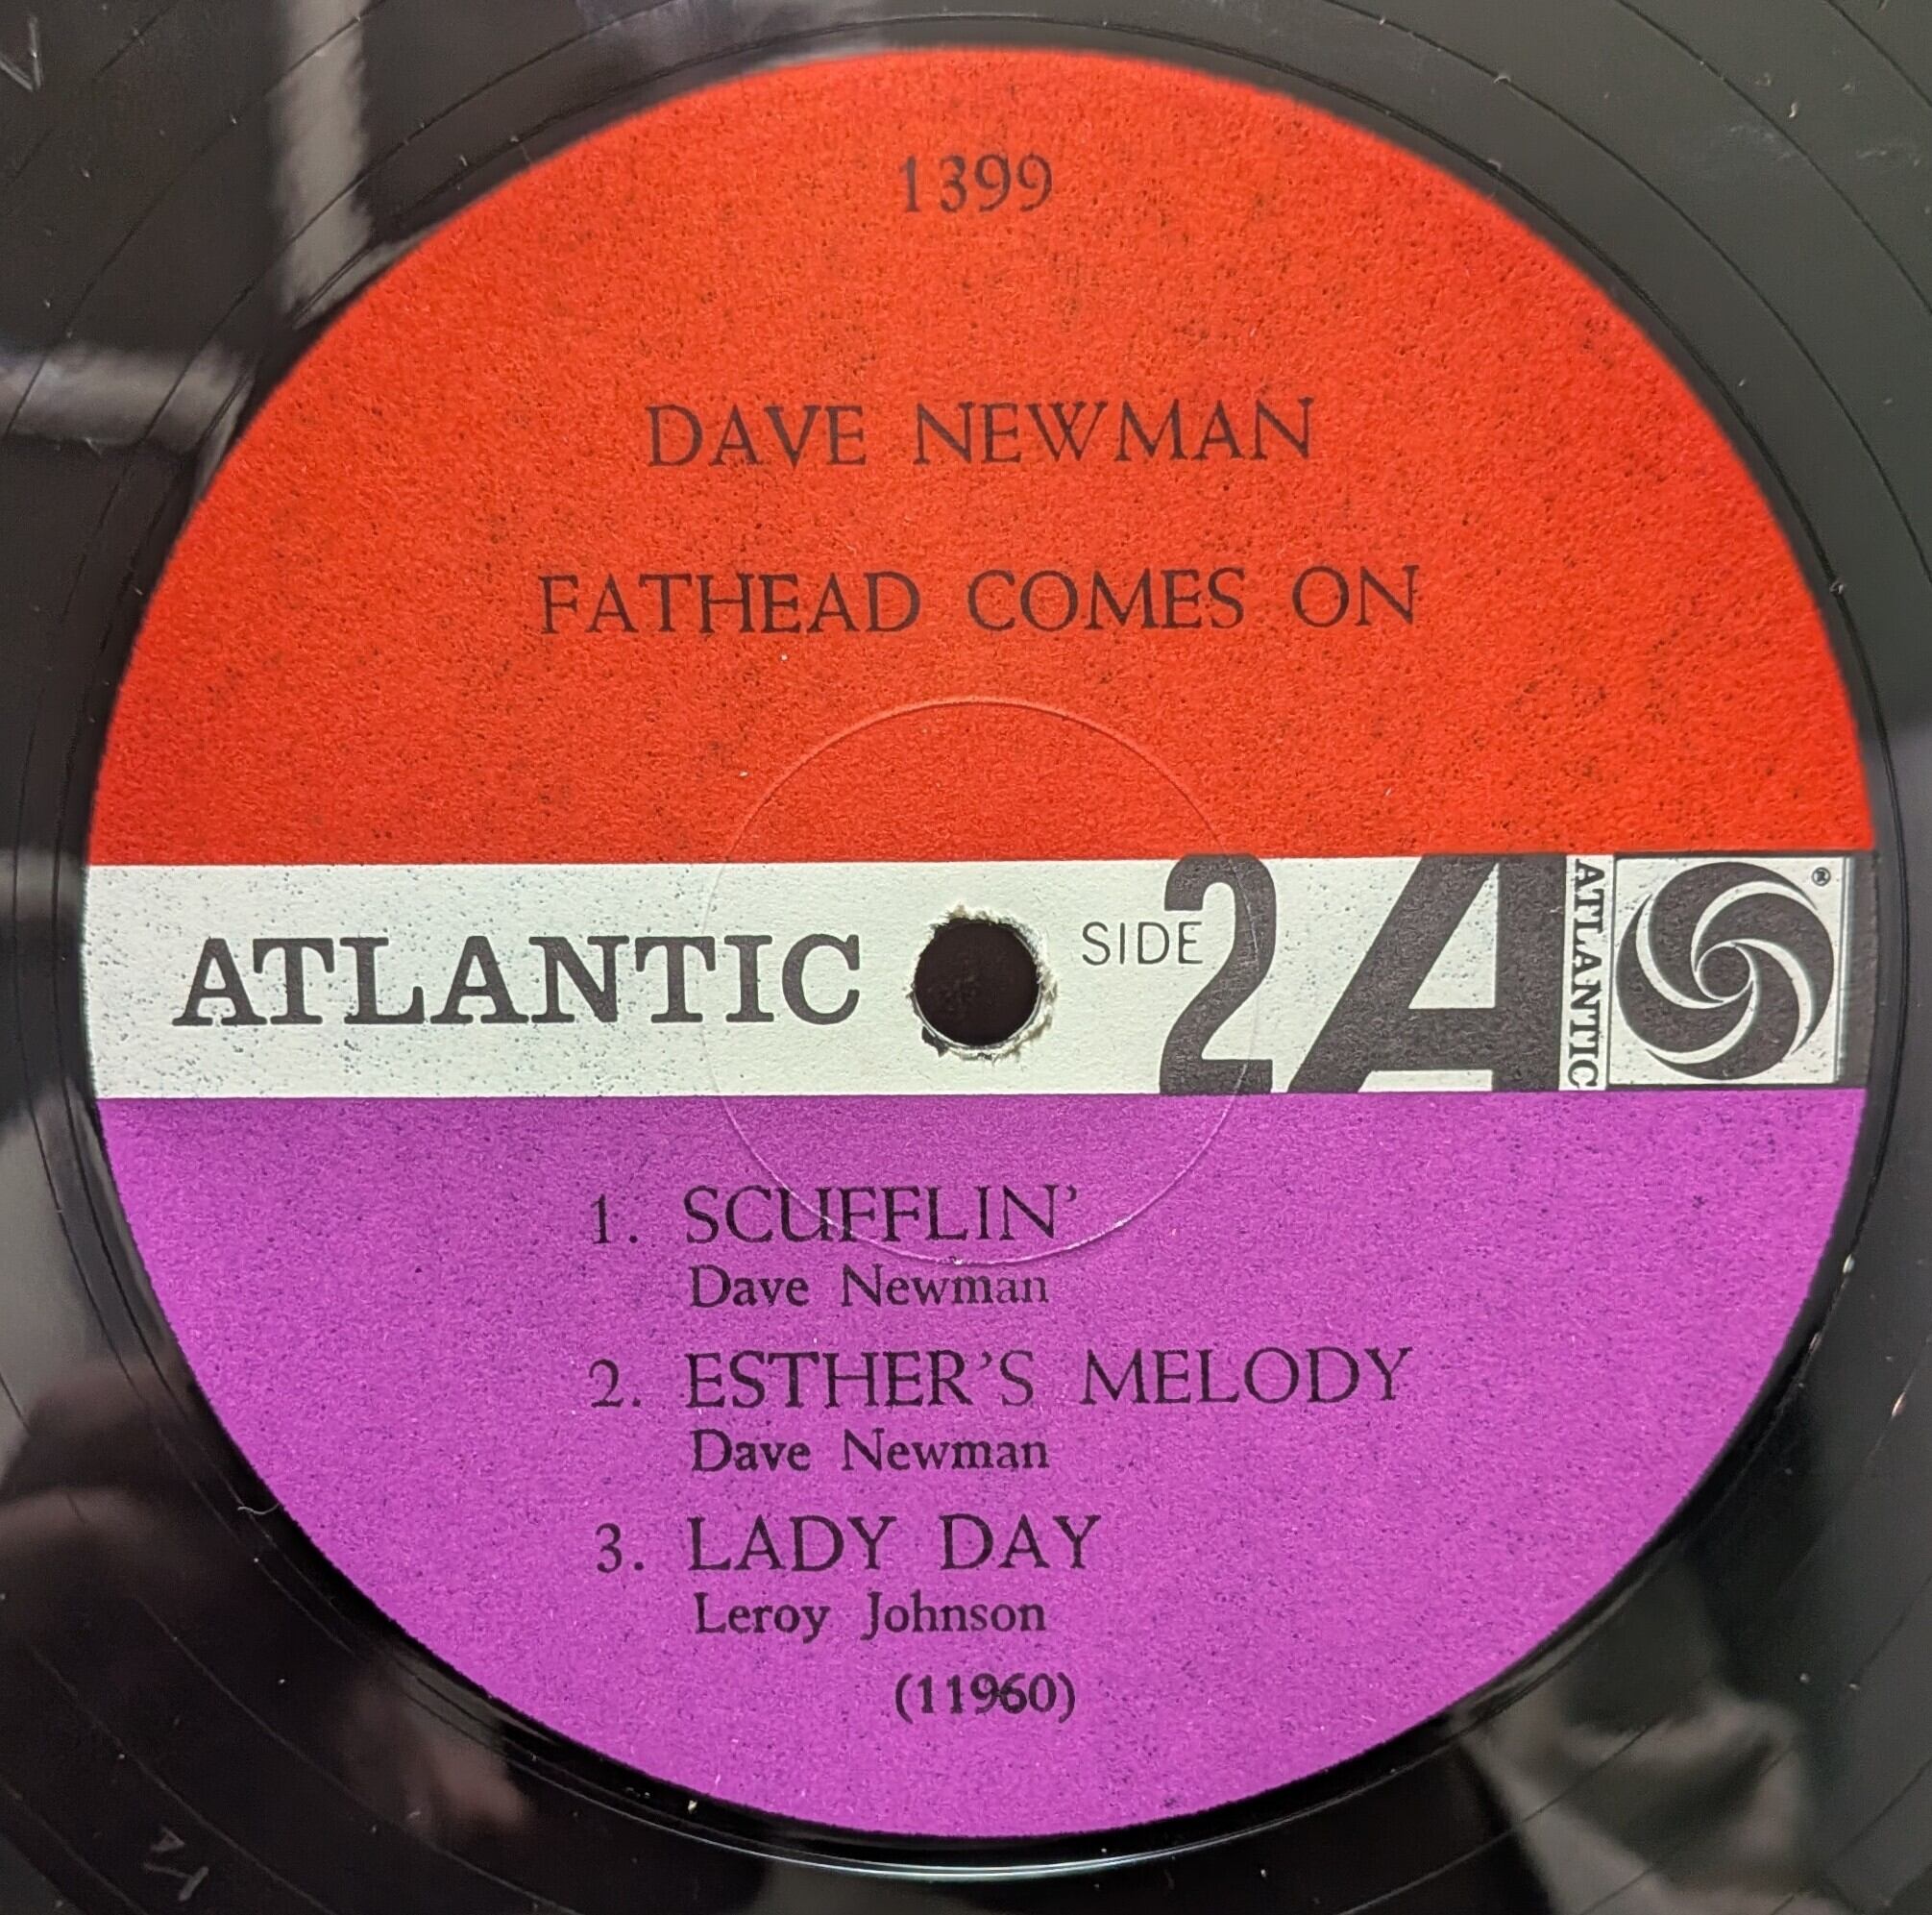 1399
DAVE NEWMAN
FATHEAD COMES ON
ATLANTIC
SIDE 2
A
ATLANTIC
®
1. SCUFFLIN'
Dave Newman
2. ESTHER'S MELODY
Dave Newman
3. LADY DAY
Leroy Johnson
(11960)